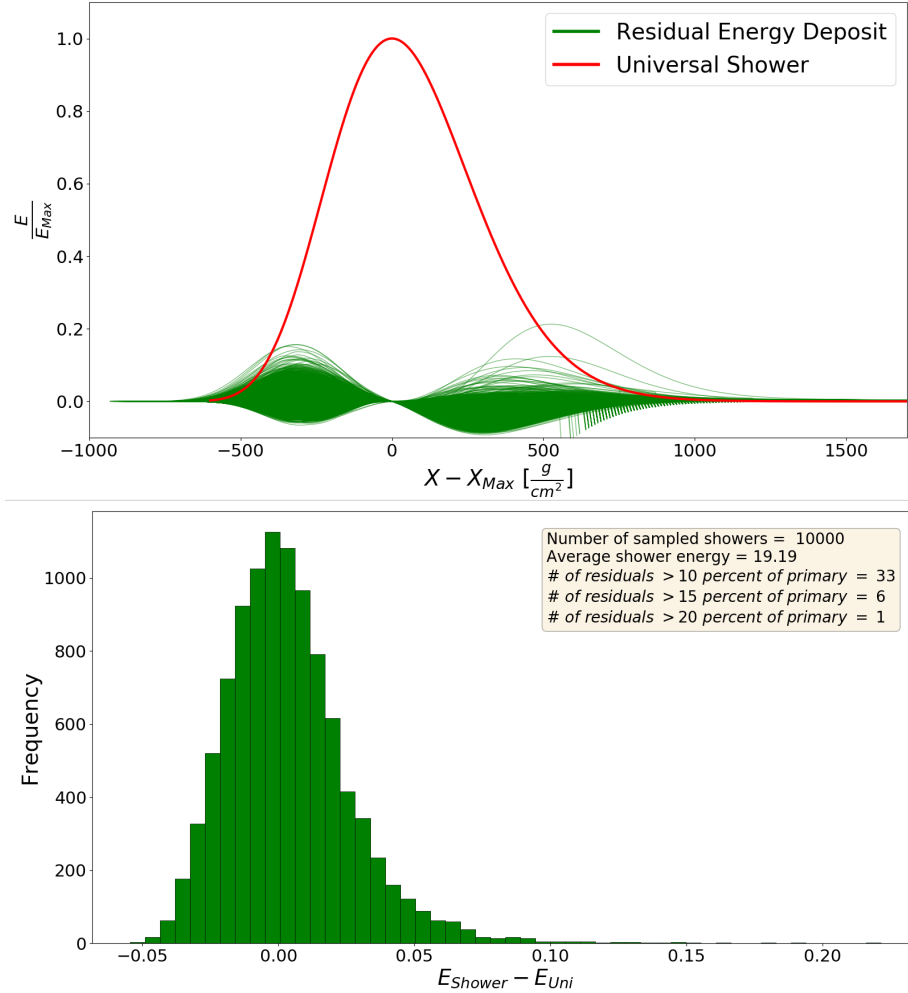 Residual Energy Deposit
Universal Shower
1.0
0.8
0.6
0.4
0.2
0.0
E/E_Max
−1000 −500 0 500 1000 1500
X − X_Max [g/cm²]
Number of sampled showers = 10000
Average shower energy = 19.19
# of residuals >10 percent of primary = 33
# of residuals >15 percent of primary = 6
# of residuals >20 percent of primary = 1
1000
800
600
400
200
0
Frequency
−0.05 0.00 0.05 0.10 0.15 0.20
E_Shower − E_Uni